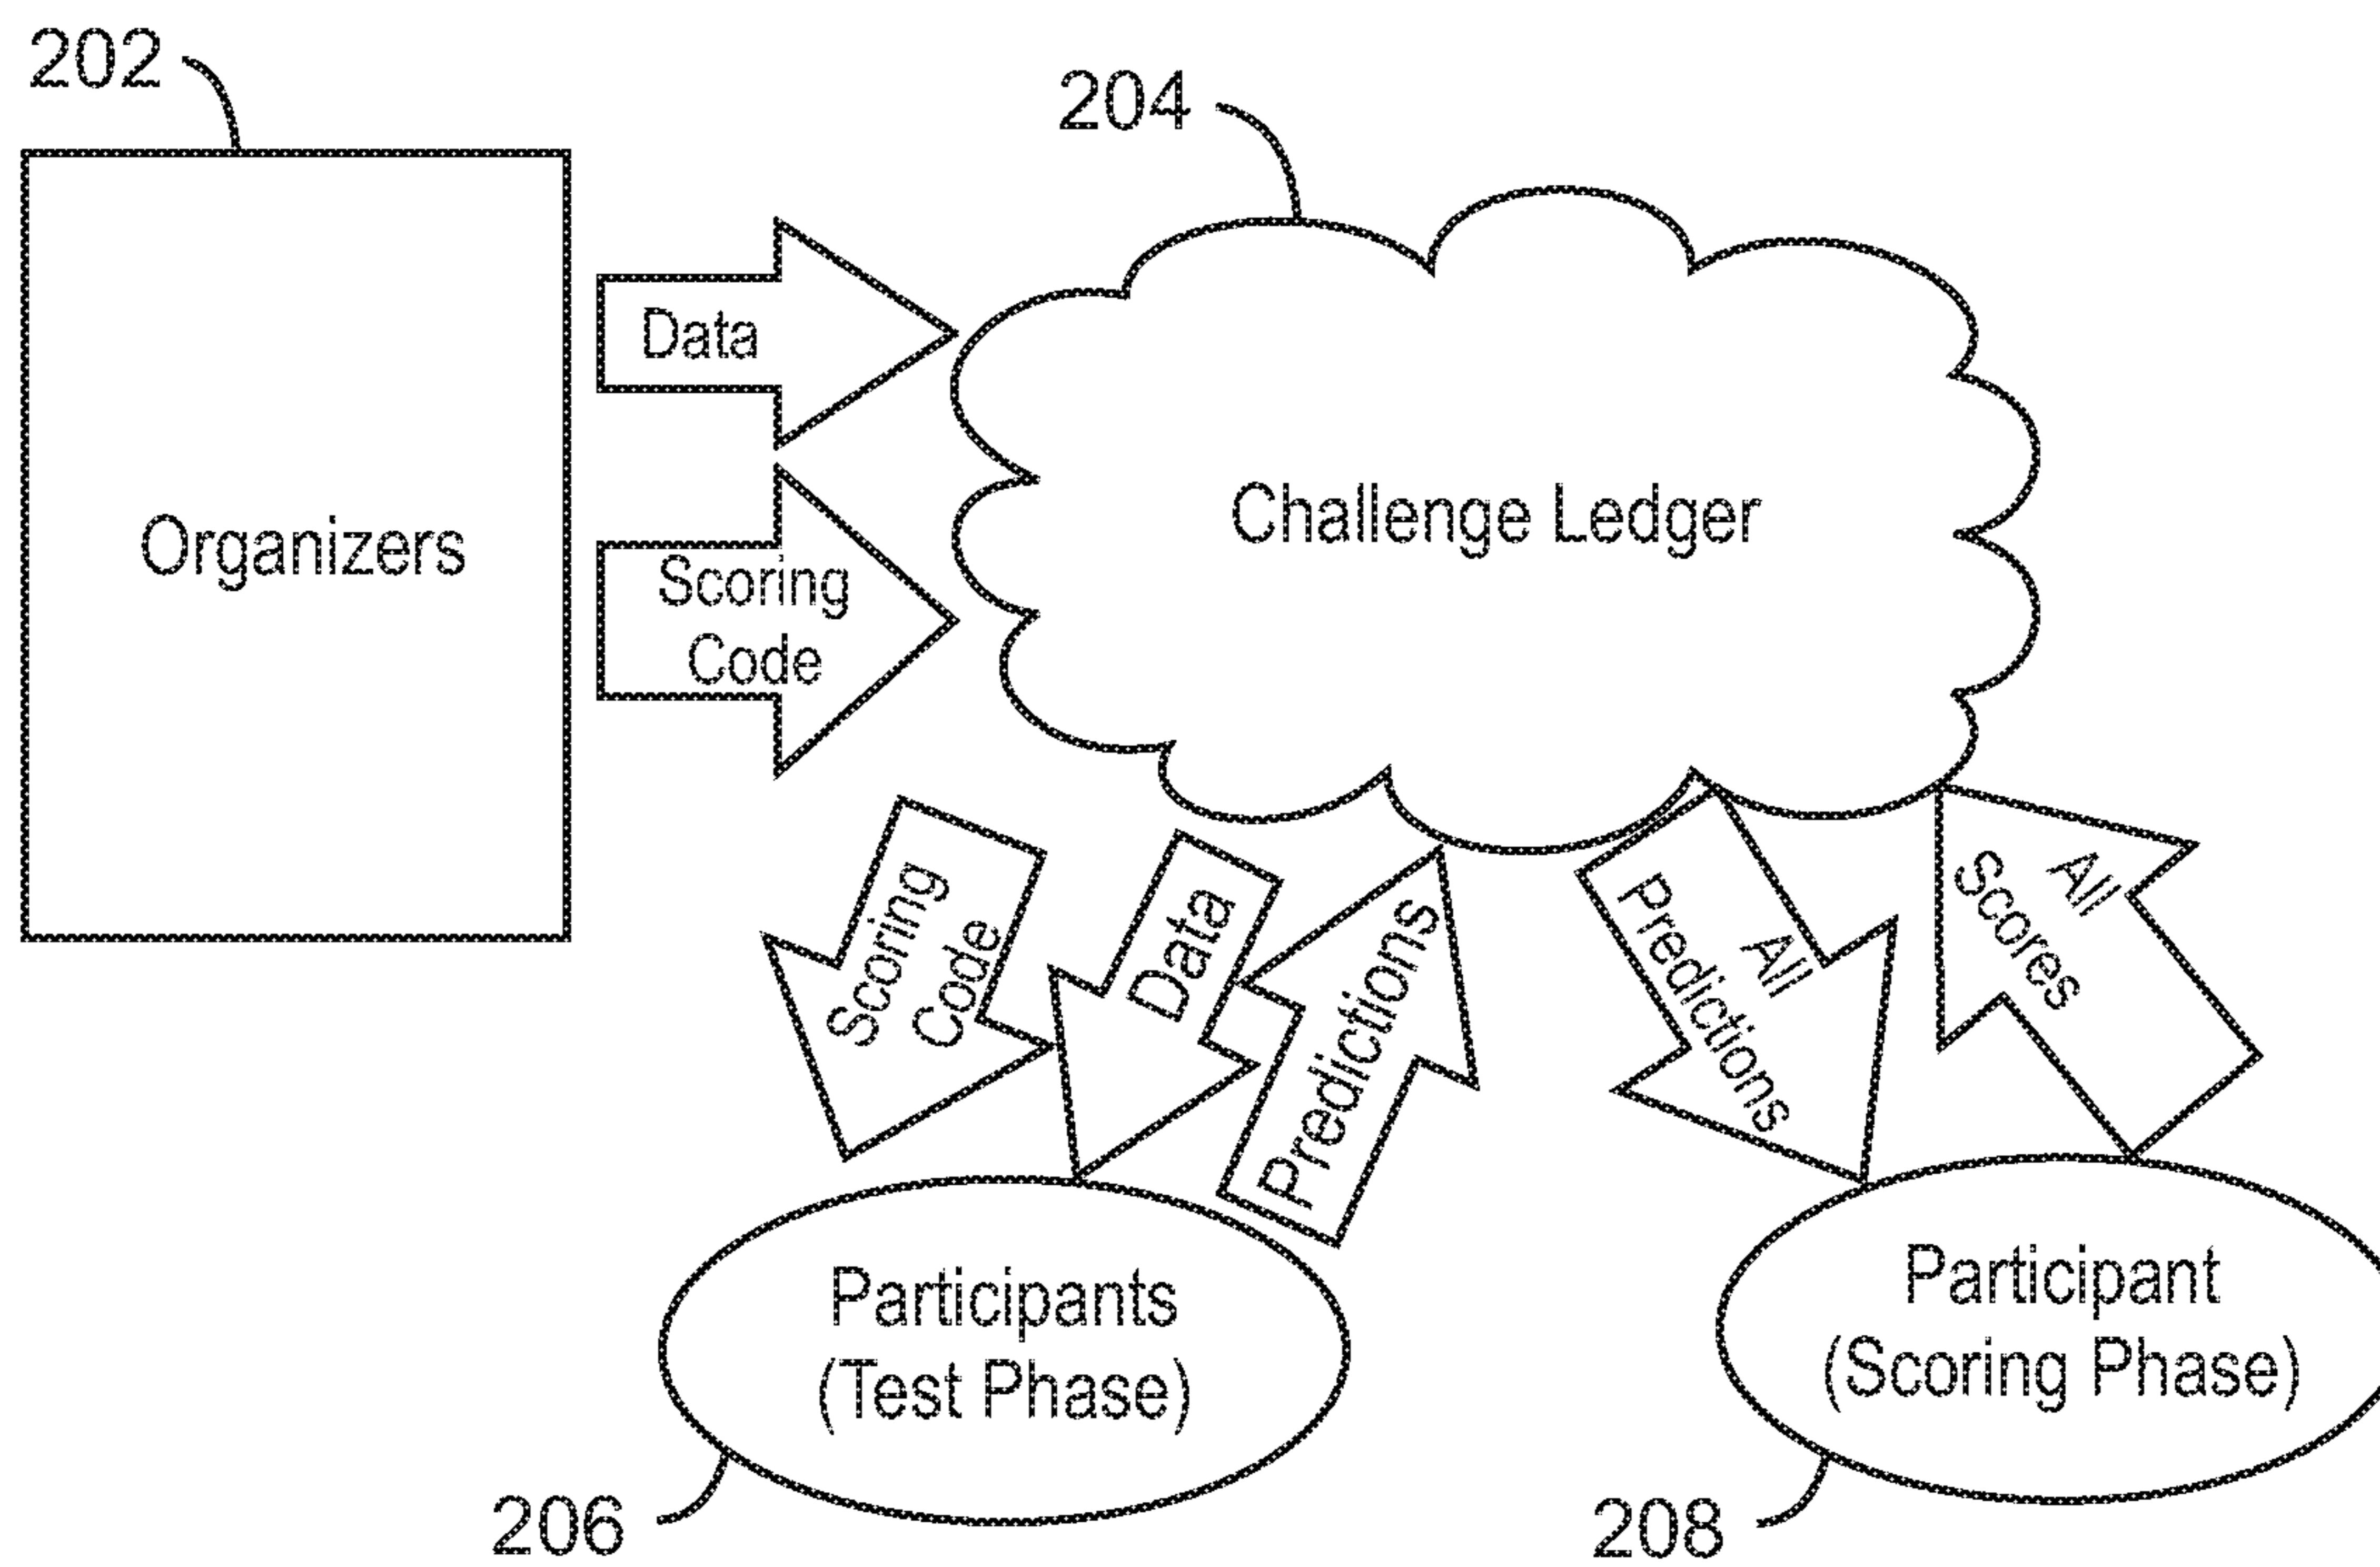 202
204
Data
Organizers
Scoring
Code
Challenge Ledger
Scoring
Code
Data
Predictions
All
Predictions
All
Scores
Participants
(Test Phase)
Participant
(Scoring Phase)
206
208